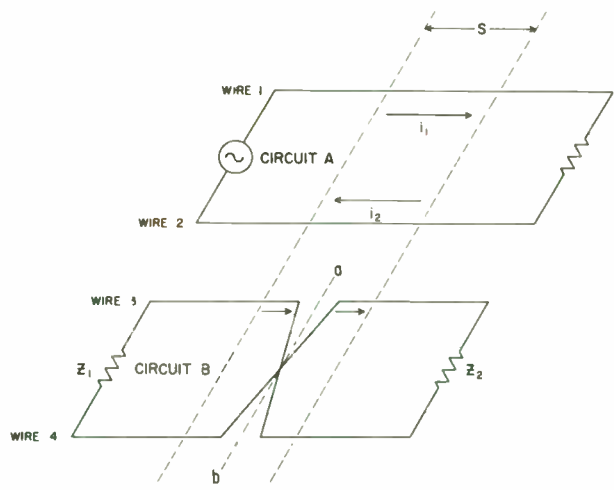 S
WIRE 1
i₁
CIRCUIT A
i₂
WIRE 2
a
WIRE 3
Z₁
CIRCUIT B
Z₂
WIRE 4
b